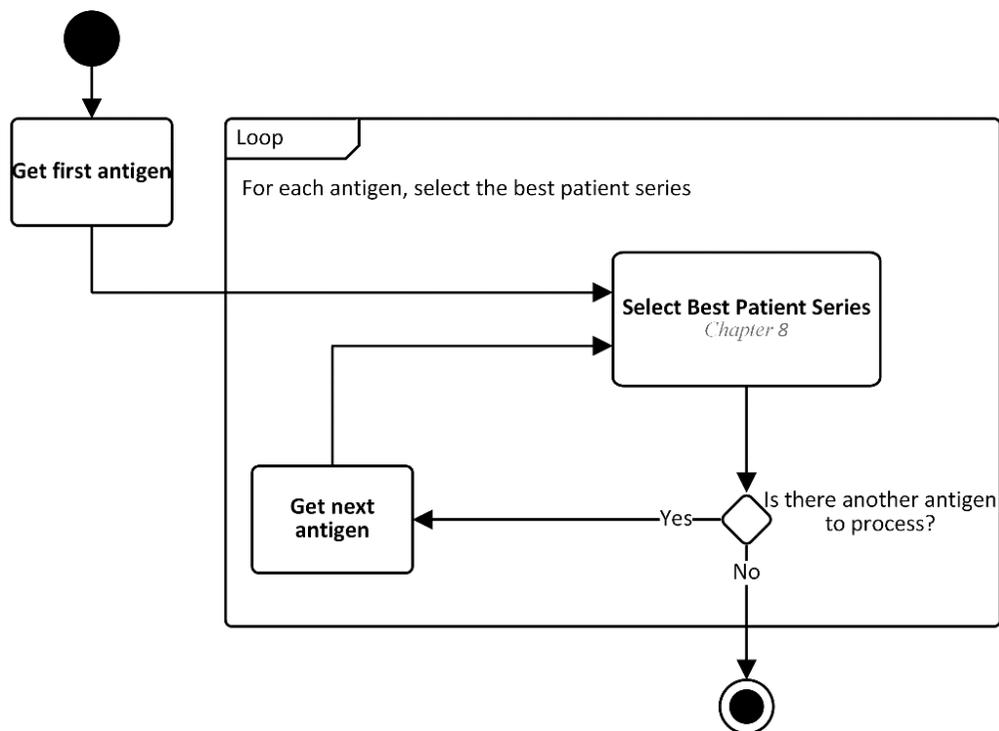 Get first antigen
Loop
For each antigen, select the best patient series
Select Best Patient Series
Chapter 8
Get next
antigen
Yes
Is there another antigen
to process?
No